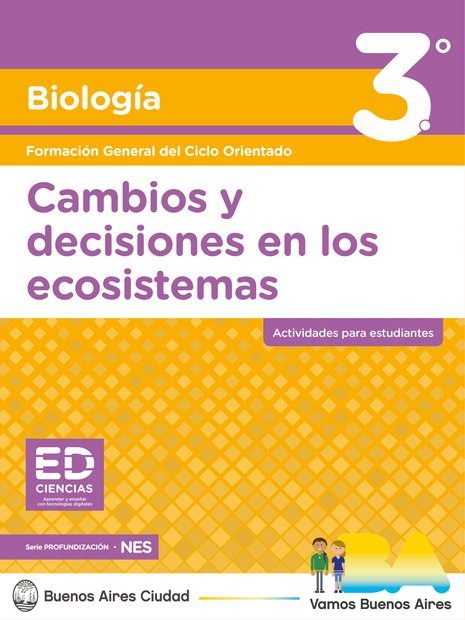 3.º
Biología
Formación General del Ciclo Orientado
Cambios y
decisiones en los
ecosistemas
Actividades para estudiantes
ED
CIENCIAS
Aprender y enseñar
con tecnologías digitales
Serie PROFUNDIZACIÓN • NES
Buenos Aires Ciudad
BA
Vamos Buenos Aires